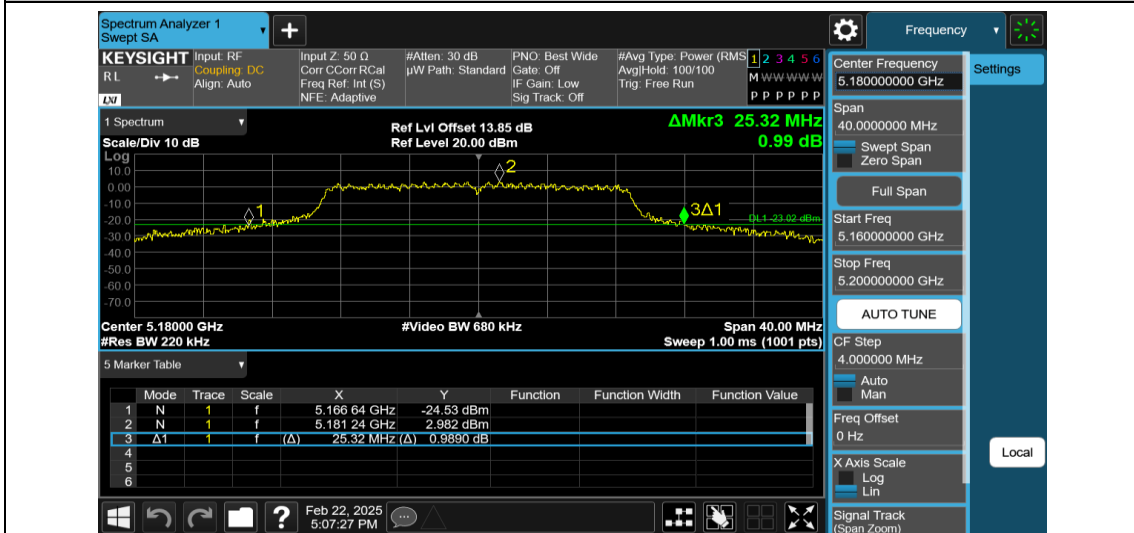 Spectrum Analyzer 1
Swept SA
Frequency
KEYSIGHT
RL
LXI
Input: RF
Coupling: DC
Align: Auto
Input Z: 50 Ω
Corr CCorr RCal
Freq Ref: Int (S)
NFE: Adaptive
#Atten: 30 dB
µW Path: Standard
PNO: Best Wide
Gate: Off
IF Gain: Low
Sig Track: Off
#Avg Type: Power (RMS
Avg|Hold: 100/100
Trig: Free Run
1 2 3 4 5 6
M W W W W W
P P P P P P
1 Spectrum
Scale/Div 10 dB
Ref Lvl Offset 13.85 dB
Ref Level 20.00 dBm
ΔMkr3 25.32 MHz
0.99 dB
Log
10.0
0.00
-10.0
-20.0
-30.0
-40.0
-50.0
-60.0
-70.0
1
2
3Δ1
DL1 -23.02 dBm
Center 5.18000 GHz
#Res BW 220 kHz
#Video BW 680 kHz
Span 40.00 MHz
Sweep 1.00 ms (1001 pts)
5 Marker Table
Mode Trace Scale X Y Function Function Width Function Value
1 N 1 f 5.166 64 GHz -24.53 dBm
2 N 1 f 5.181 24 GHz 2.982 dBm
3 Δ1 1 f (Δ) 25.32 MHz (Δ) 0.9890 dB
4
5
6
Feb 22, 2025
5:07:27 PM
Center Frequency
5.180000000 GHz
Span
40.0000000 MHz
Swept Span
Zero Span
Full Span
Start Freq
5.160000000 GHz
Stop Freq
5.200000000 GHz
AUTO TUNE
CF Step
4.000000 MHz
Auto
Man
Freq Offset
0 Hz
X Axis Scale
Log
Lin
Signal Track
(Span Zoom)
Settings
Local